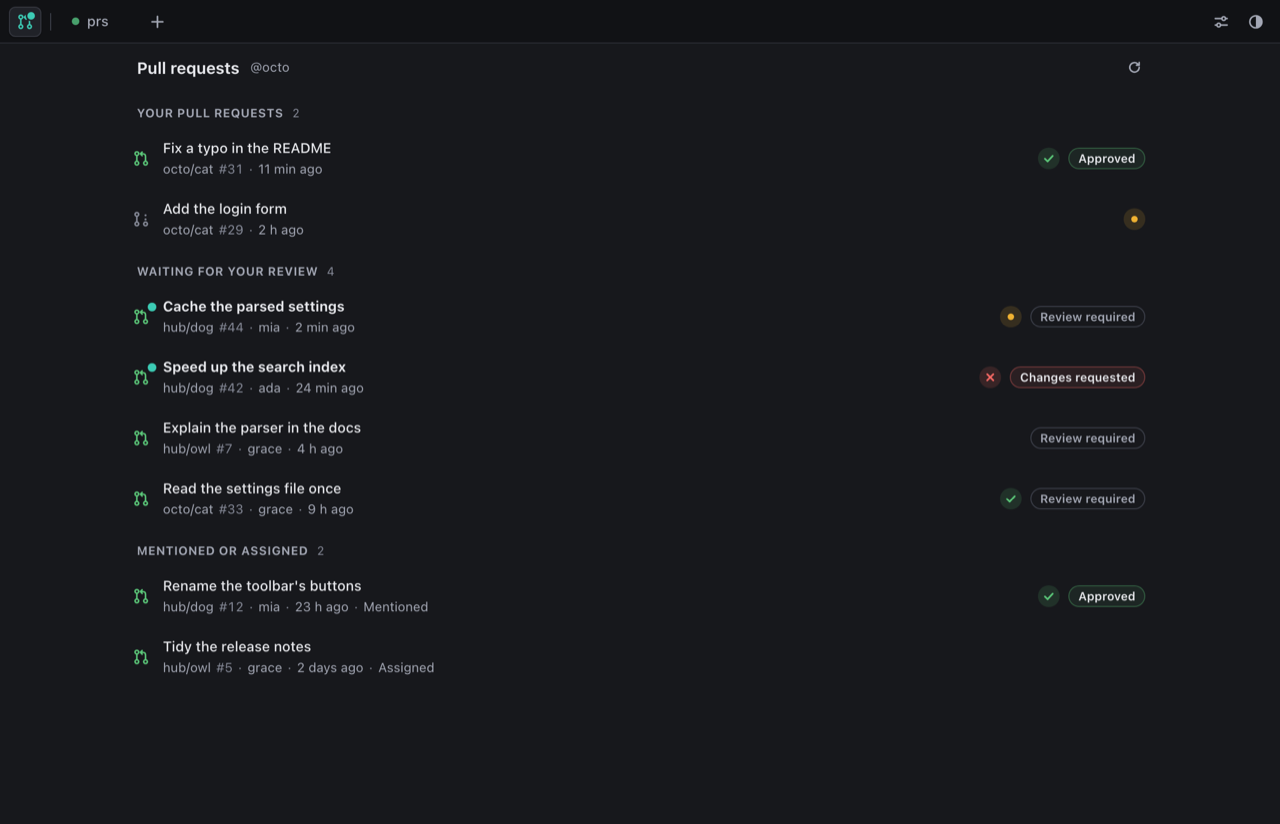 prs
Pull requests @octo
YOUR PULL REQUESTS 2
Fix a typo in the README
octo/cat #31 · 11 min ago
Approved
Add the login form
octo/cat #29 · 2 h ago
WAITING FOR YOUR REVIEW 4
Cache the parsed settings
hub/dog #44 · mia · 2 min ago
Review required
Speed up the search index
hub/dog #42 · ada · 24 min ago
Changes requested
Explain the parser in the docs
hub/owl #7 · grace · 4 h ago
Review required
Read the settings file once
octo/cat #33 · grace · 9 h ago
Review required
MENTIONED OR ASSIGNED 2
Rename the toolbar's buttons
hub/dog #12 · mia · 23 h ago · Mentioned
Approved
Tidy the release notes
hub/owl #5 · grace · 2 days ago · Assigned